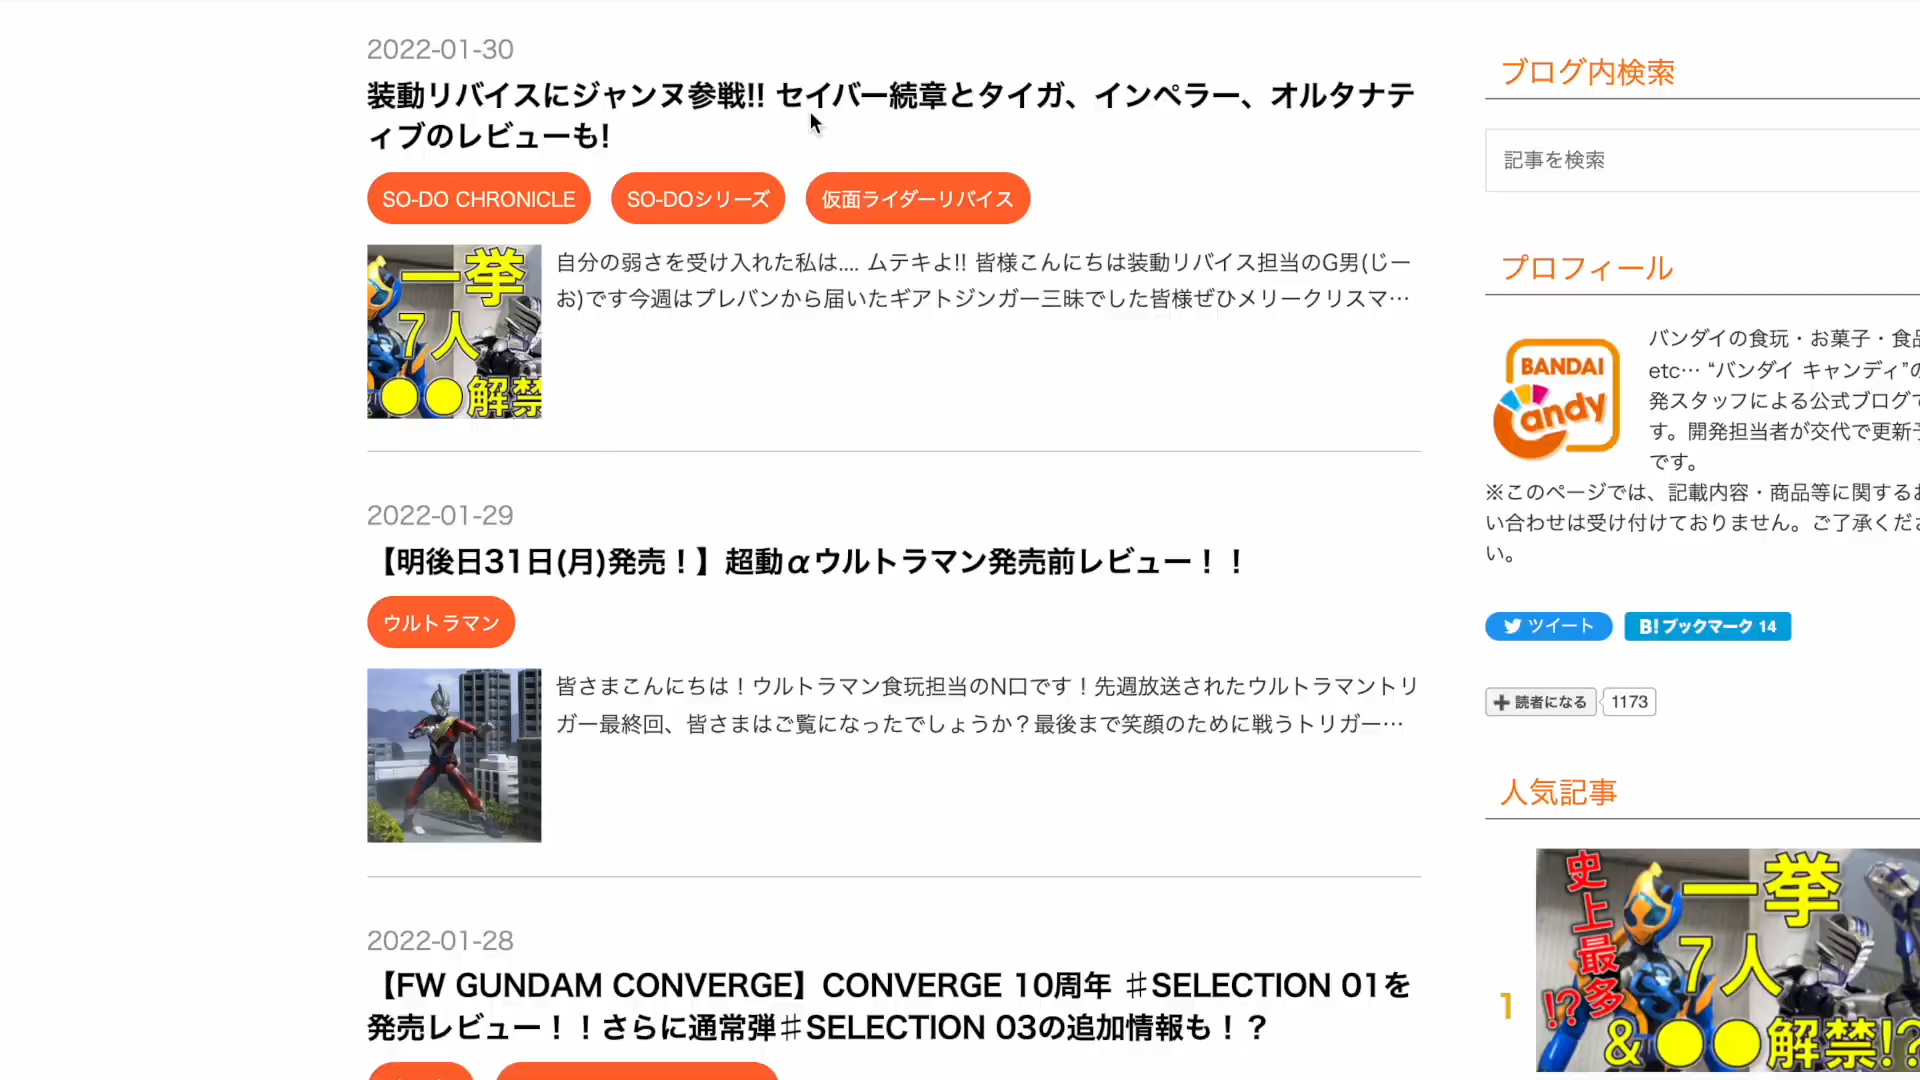 2022-01-30
装動リバイスにジャンヌ参戦!! セイバー続章とタイガ、インペラー、オルタナテ
ィブのレビューも!
SO-DO CHRONICLE
SO-DOシリーズ
仮面ライダーリバイス
一挙
7人
●●解禁
自分の弱さを受け入れた私は.... ムテキよ!! 皆様こんにちは装動リバイス担当のG男(じー
お)です今週はプレバンから届いたギアトジンガー三昧でした皆様ぜひメリークリスマ…
2022-01-29
【明後日31日(月)発売！】超動αウルトラマン発売前レビュー！！
ウルトラマン
皆さまこんにちは！ウルトラマン食玩担当のN口です！先週放送されたウルトラマントリ
ガー最終回、皆さまはご覧になったでしょうか？最後まで笑顔のために戦うトリガー…
2022-01-28
【FW GUNDAM CONVERGE】CONVERGE 10周年 ♯SELECTION 01を
発売レビュー！！さらに通常弾♯SELECTION 03の追加情報も！？
ブログ内検索
記事を検索
プロフィール
BANDAI
Candy
バンダイの食玩・お菓子・食品
etc… “バンダイ キャンディ”の
発スタッフによる公式ブログで
す。開発担当者が交代で更新予
です。
※このページでは、記載内容・商品等に関するお
い合わせは受け付けておりません。ご了承くださ
い。
ツイート
B!ブックマーク 14
読者になる
1173
人気記事
1
史上最多!?
一挙
7人
&●●解禁!?